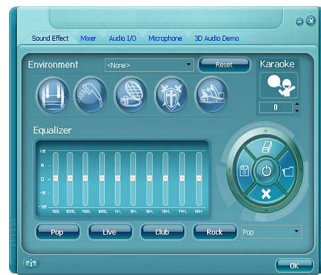 Sound Effect Mixer Audio I/O Microphone 3D Audio Demo
Environment <None> Reset Karaoke
0
Equalizer
Pop Live Club Rock Pop
OK